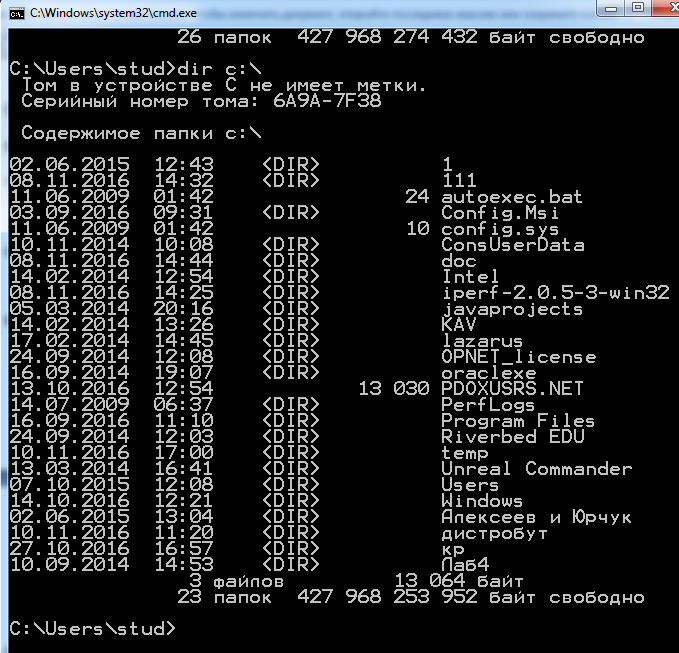 C:\Windows\system32\cmd.exe
26 папок 427 968 274 432 байт свободно
C:\Users\stud>dir c:\
Том в устройстве C не имеет метки.
Серийный номер тома: 6A9A-7F38
Содержимое папки c:\
02.06.2015 12:43 <DIR> 1
08.11.2016 14:32 <DIR> 111
11.06.2009 01:42 24 autoexec.bat
03.09.2016 09:31 <DIR> Config.Msi
11.06.2009 01:42 10 config.sys
10.11.2014 10:08 <DIR> ConsUserData
08.11.2016 14:44 <DIR> doc
14.02.2014 12:54 <DIR> Intel
08.11.2016 14:25 <DIR> iperf-2.0.5-3-win32
05.03.2014 20:16 <DIR> javaprojects
14.02.2014 13:26 <DIR> KAV
17.02.2014 14:45 <DIR> lazarus
24.09.2014 12:08 <DIR> OPNET_license
16.09.2014 19:07 <DIR> oraclexe
13.10.2016 12:54 13 030 PDOXUSRS.NET
14.07.2009 06:37 <DIR> PerfLogs
16.09.2016 11:10 <DIR> Program Files
24.09.2014 12:03 <DIR> Riverbed EDU
10.11.2016 17:00 <DIR> temp
13.03.2014 16:41 <DIR> Unreal Commander
07.10.2015 12:08 <DIR> Users
14.10.2016 12:21 <DIR> Windows
02.06.2015 13:04 <DIR> Алексеев и Юрчук
10.11.2016 11:20 <DIR> дистробут
27.10.2016 16:57 <DIR> кр
10.09.2014 14:53 <DIR> Лаб4
3 файлов 13 064 байт
23 папок 427 968 253 952 байт свободно
C:\Users\stud>